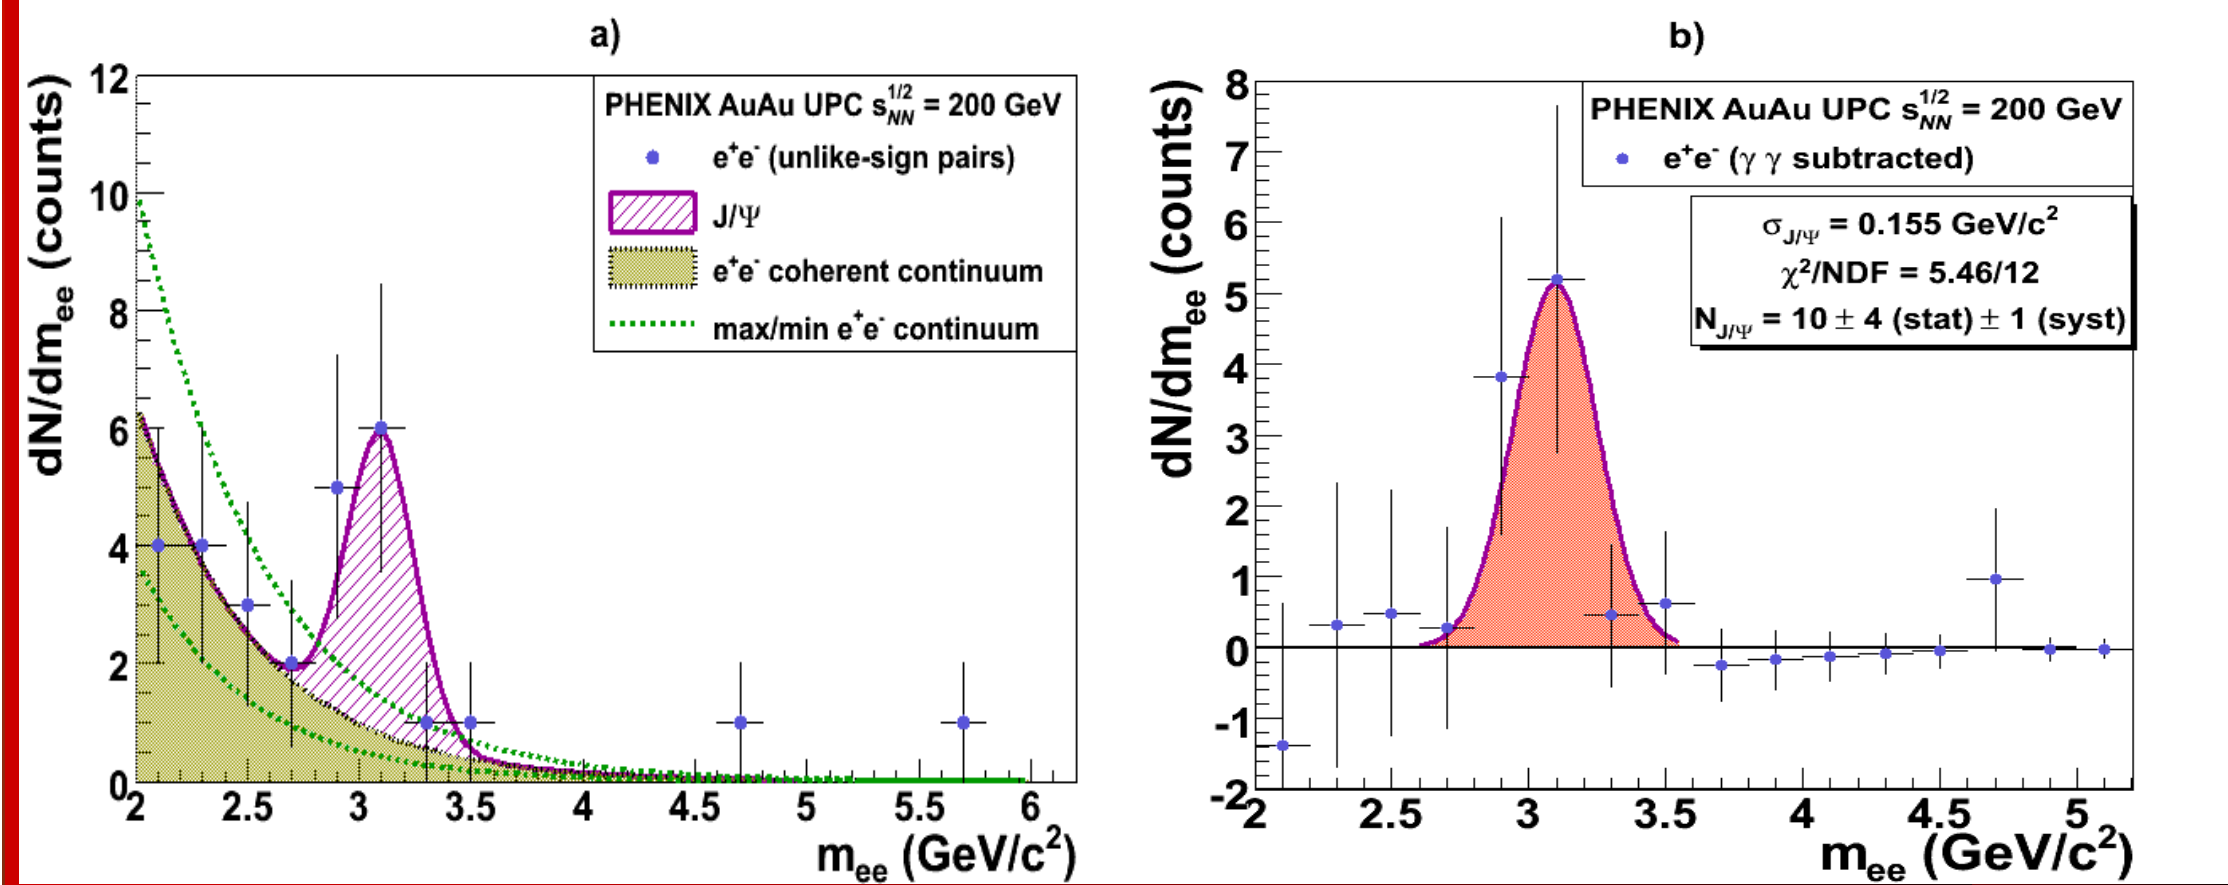 a)
dN/dm_ee (counts)
12
10
8
6
4
2
0
PHENIX AuAu UPC s_NN^1/2 = 200 GeV
e⁺e⁻ (unlike-sign pairs)
J/Ψ
e⁺e⁻ coherent continuum
max/min e⁺e⁻ continuum
2 2.5 3 3.5 4 4.5 5 5.5 6
m_ee (GeV/c²)
b)
dN/dm_ee (counts)
8
7
6
5
4
3
2
1
0
-1
-2
PHENIX AuAu UPC s_NN^1/2 = 200 GeV
e⁺e⁻ (γ γ subtracted)
σ_J/Ψ = 0.155 GeV/c²
χ²/NDF = 5.46/12
N_J/Ψ = 10 ± 4 (stat) ± 1 (syst)
2 2.5 3 3.5 4 4.5 5
m_ee (GeV/c²)